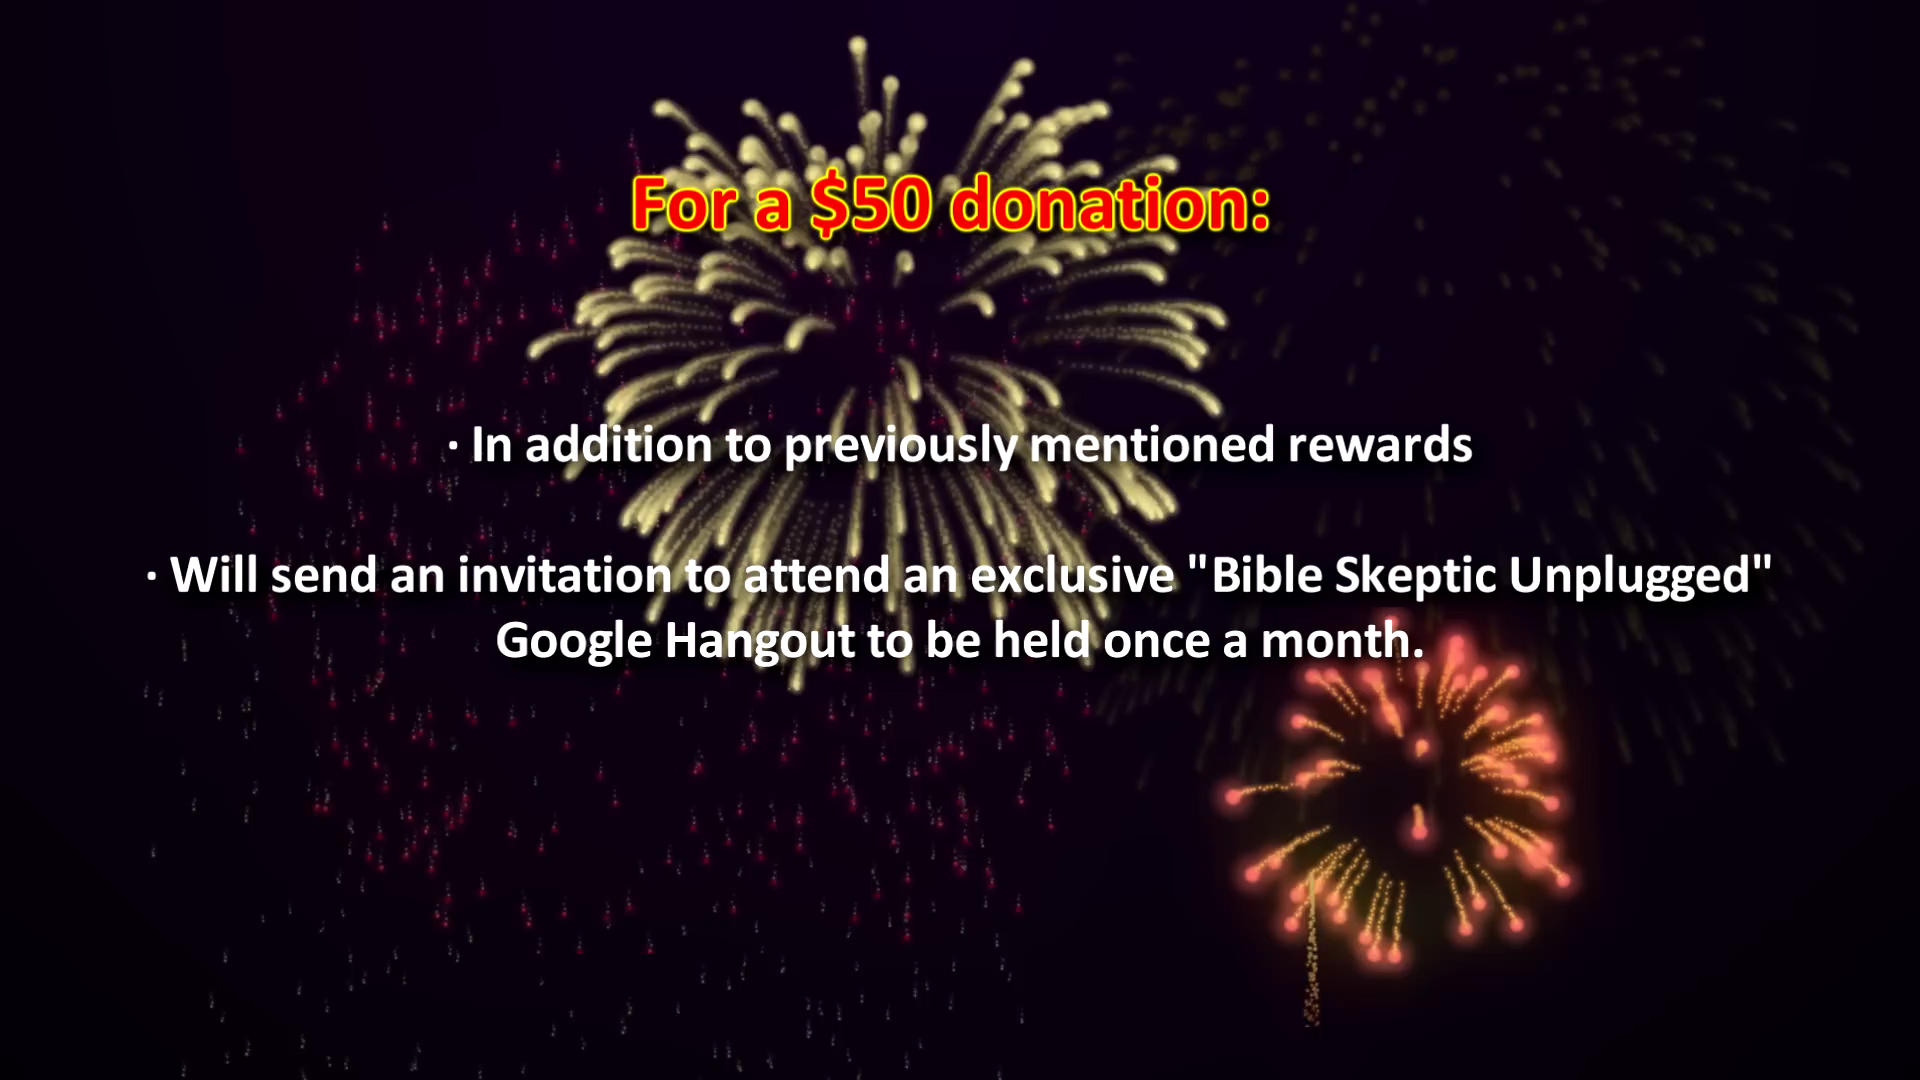 For a $50 donation:
· In addition to previously mentioned rewards
· Will send an invitation to attend an exclusive "Bible Skeptic Unplugged"
Google Hangout to be held once a month.